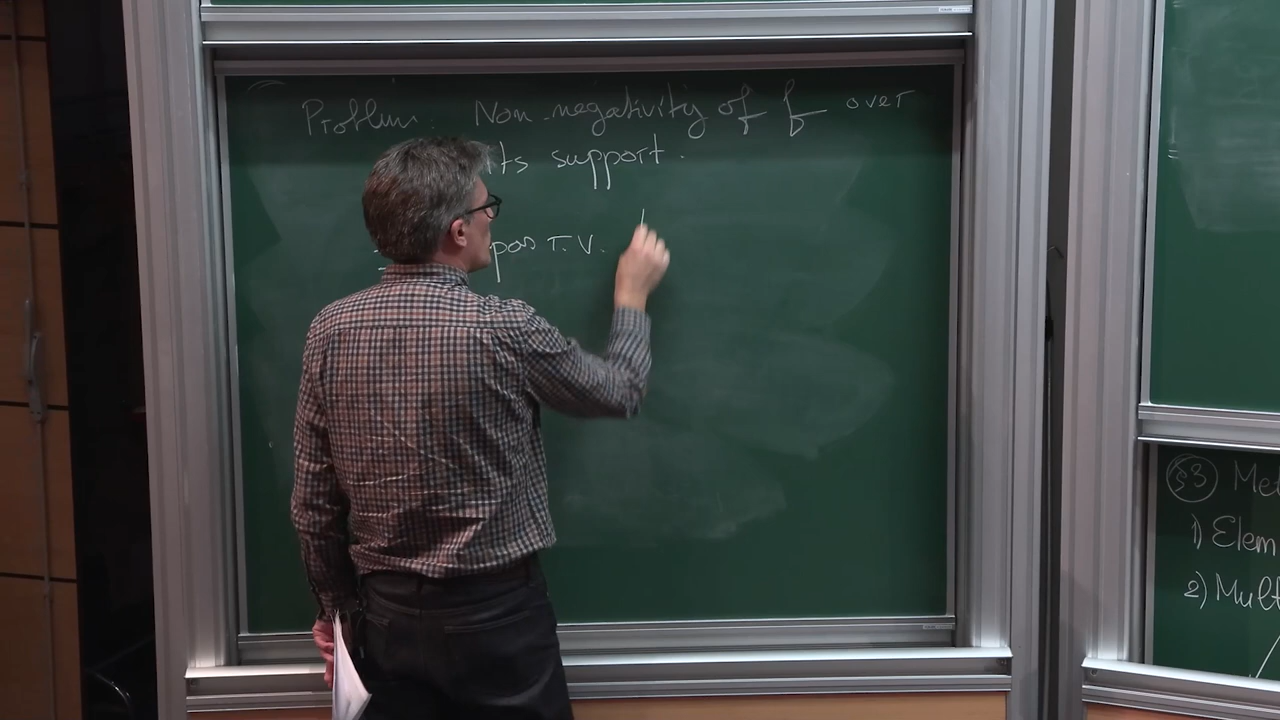 Problem. Non-negativity of f over
its support.
pos r.v.
§3 Me
1) Elem
2) Mult